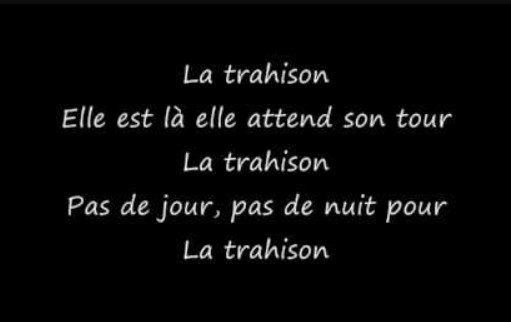 La trahison
Elle est là elle attend son tour
La trahison
Pas de jour, pas de nuit pour
La trahison